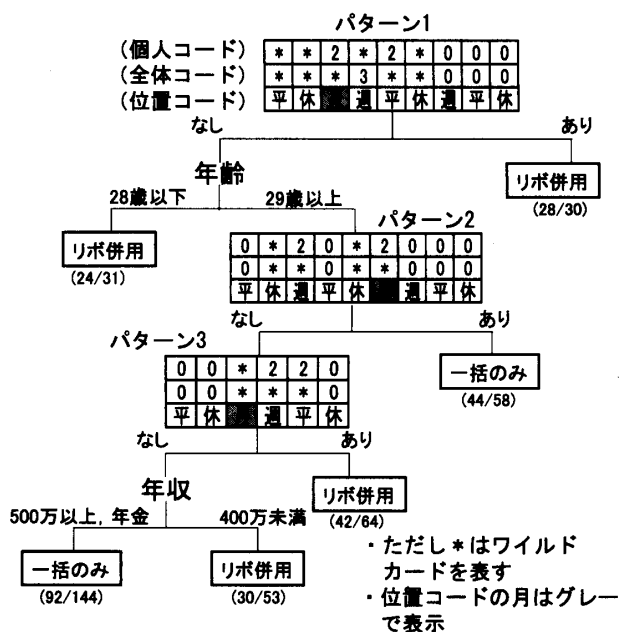 パターン1
(個人コード) * * 2 * 2 * 0 0 0
(全体コード) * * * 3 * * 0 0 0
(位置コード) 平 休 週 平 休 週 平 休
なし
あり
年齢
リボ併用
(28/30)
28歳以下
29歳以上
リボ併用
(24/31)
パターン2
0 * 2 0 * 2 0 0 0
0 * * 0 * * 0 0 0
平 休 週 平 休 週 平 休
なし
あり
一括のみ
(44/58)
パターン3
0 0 * 2 2 0
0 0 * * * 0
平 休 週 平 休
なし
あり
年収
リボ併用
(42/64)
500万以上, 年金
400万未満
一括のみ
(92/144)
リボ併用
(30/53)
・ただし*はワイルド
カードを表す
・位置コードの月はグレー
で表示